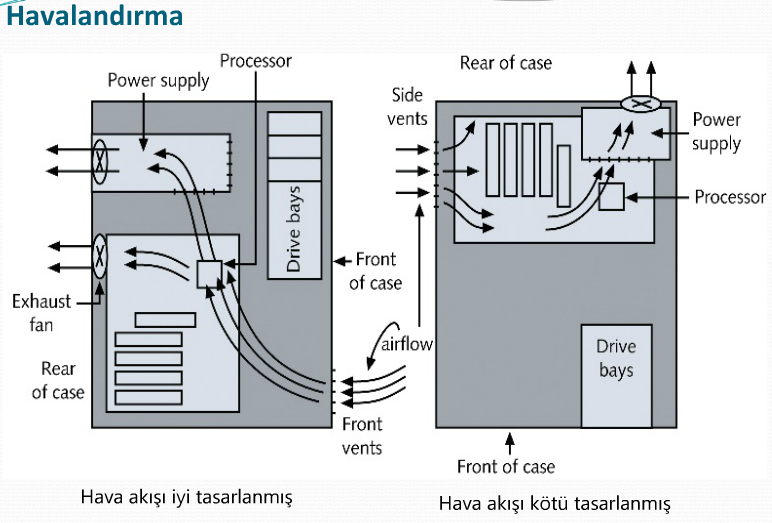 Havalandırma
Power supply
Processor
Drive bays
Front
of case
Exhaust
fan
Rear
of case
airflow
Front
vents
Hava akışı iyi tasarlanmış
Rear of case
Side
vents
Power
supply
Processor
Drive
bays
Front of case
Hava akışı kötü tasarlanmış